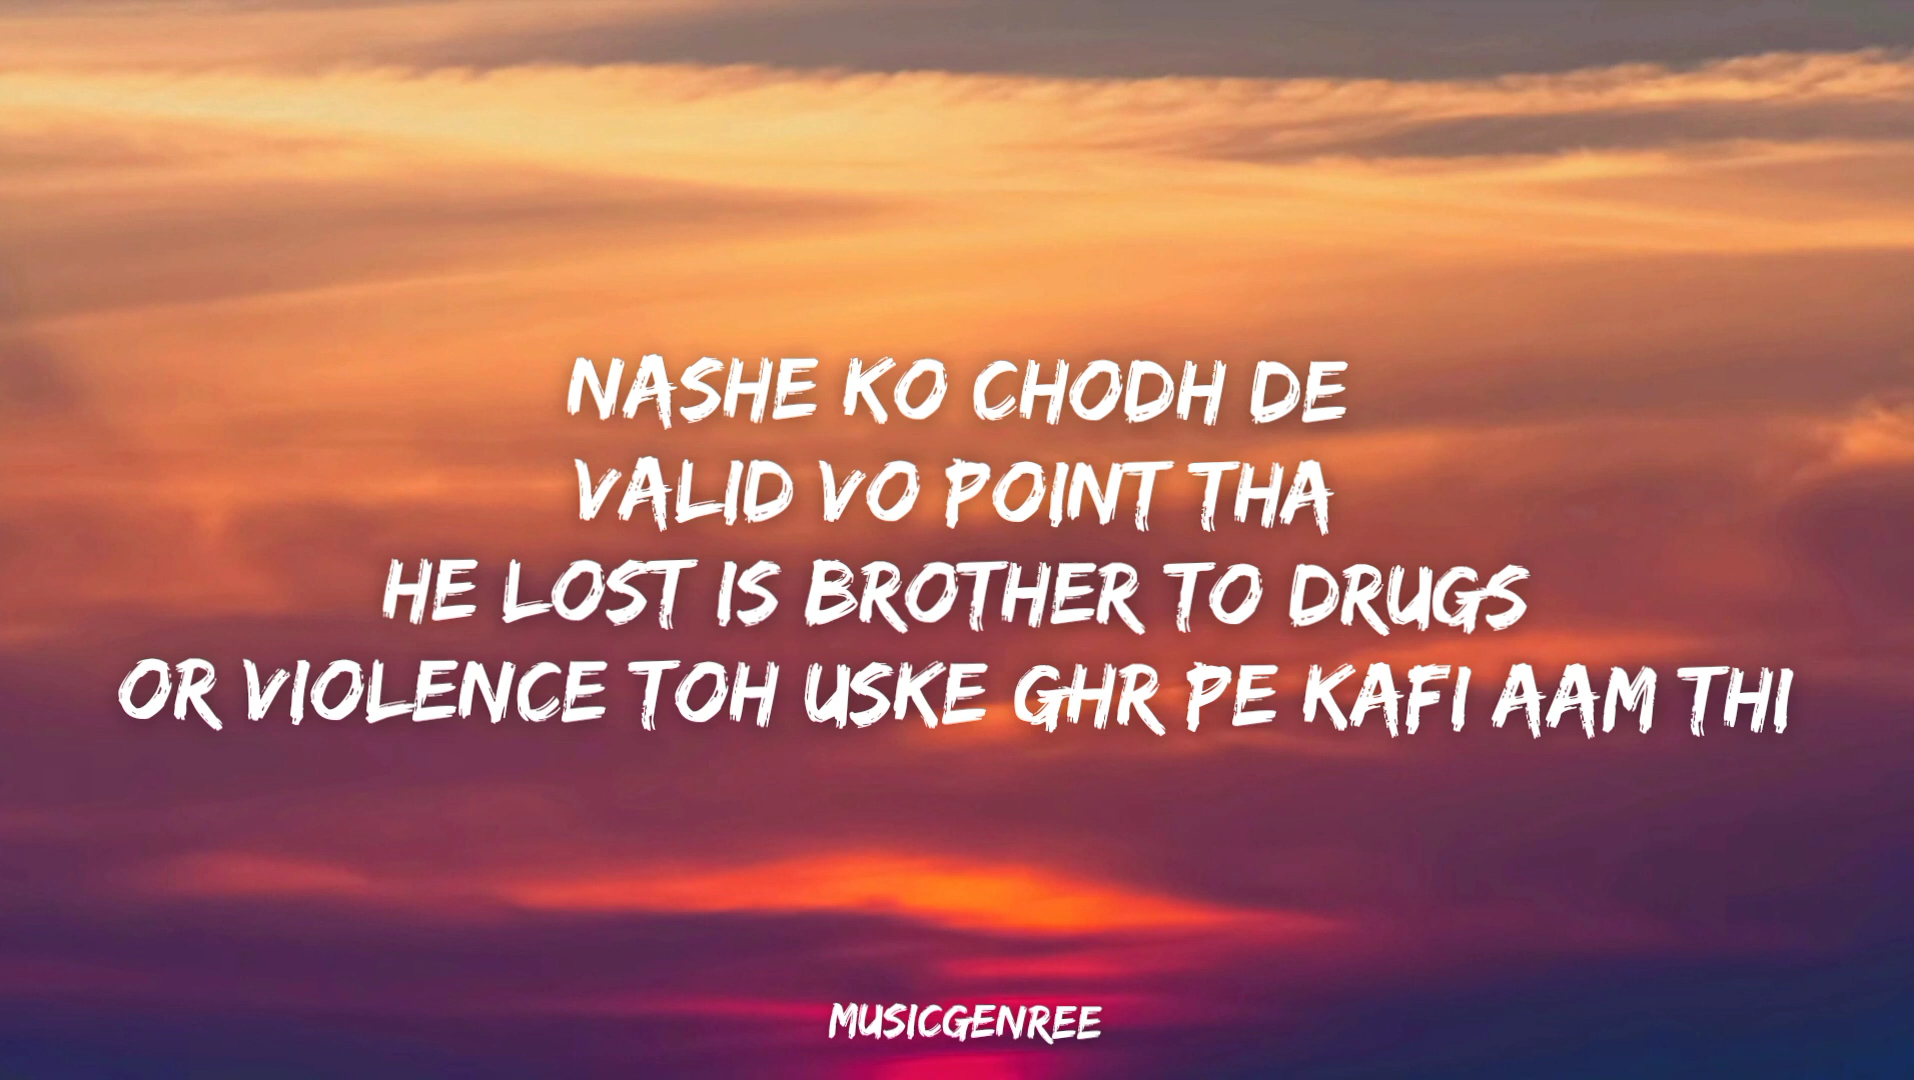 NASHE KO CHODH DE
VALID VO POINT THA
HE LOST IS BROTHER TO DRUGS
OR VIOLENCE TOH USKE GHR PE KAFI AAM THI
MUSICGENREE